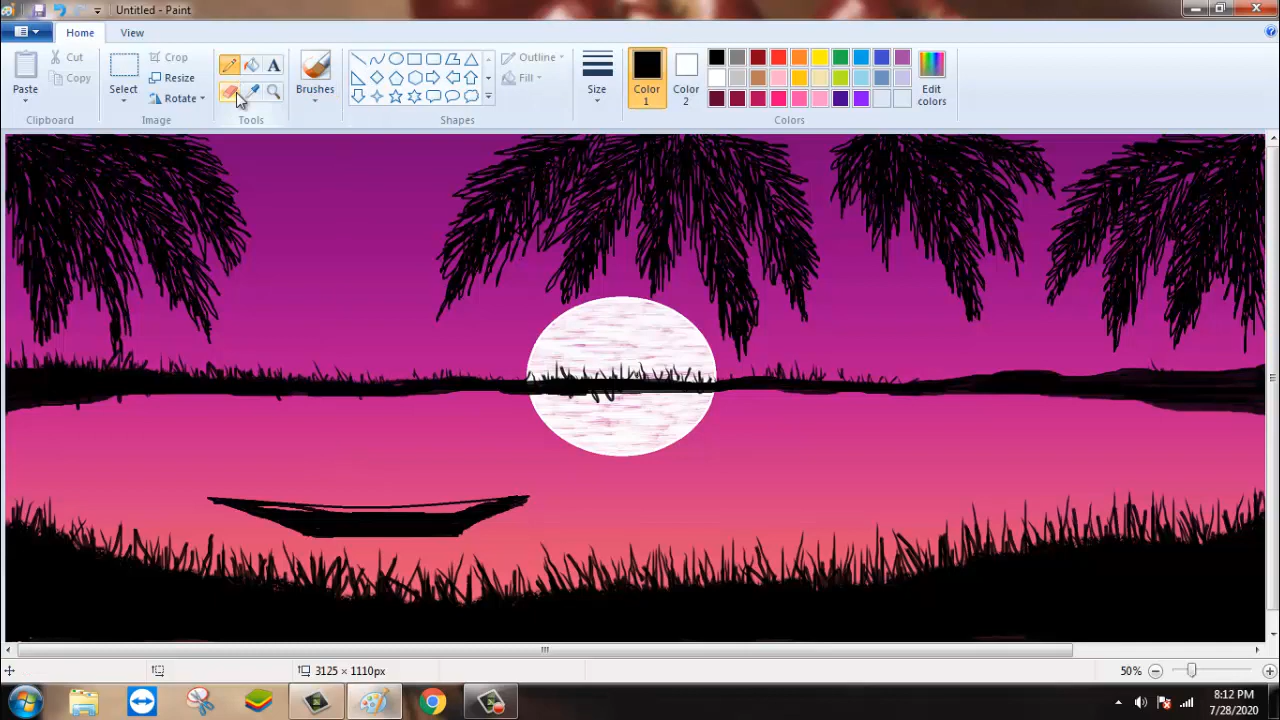 Untitled - Paint
Home View
Paste
Cut
Copy
Clipboard
Select
Crop
Resize
Rotate
Image
A
Tools
Brushes
Outline
Fill
Shapes
Size
Color 1
Color 2
Edit colors
Colors
3125 × 1110px
50%
8:12 PM
7/28/2020